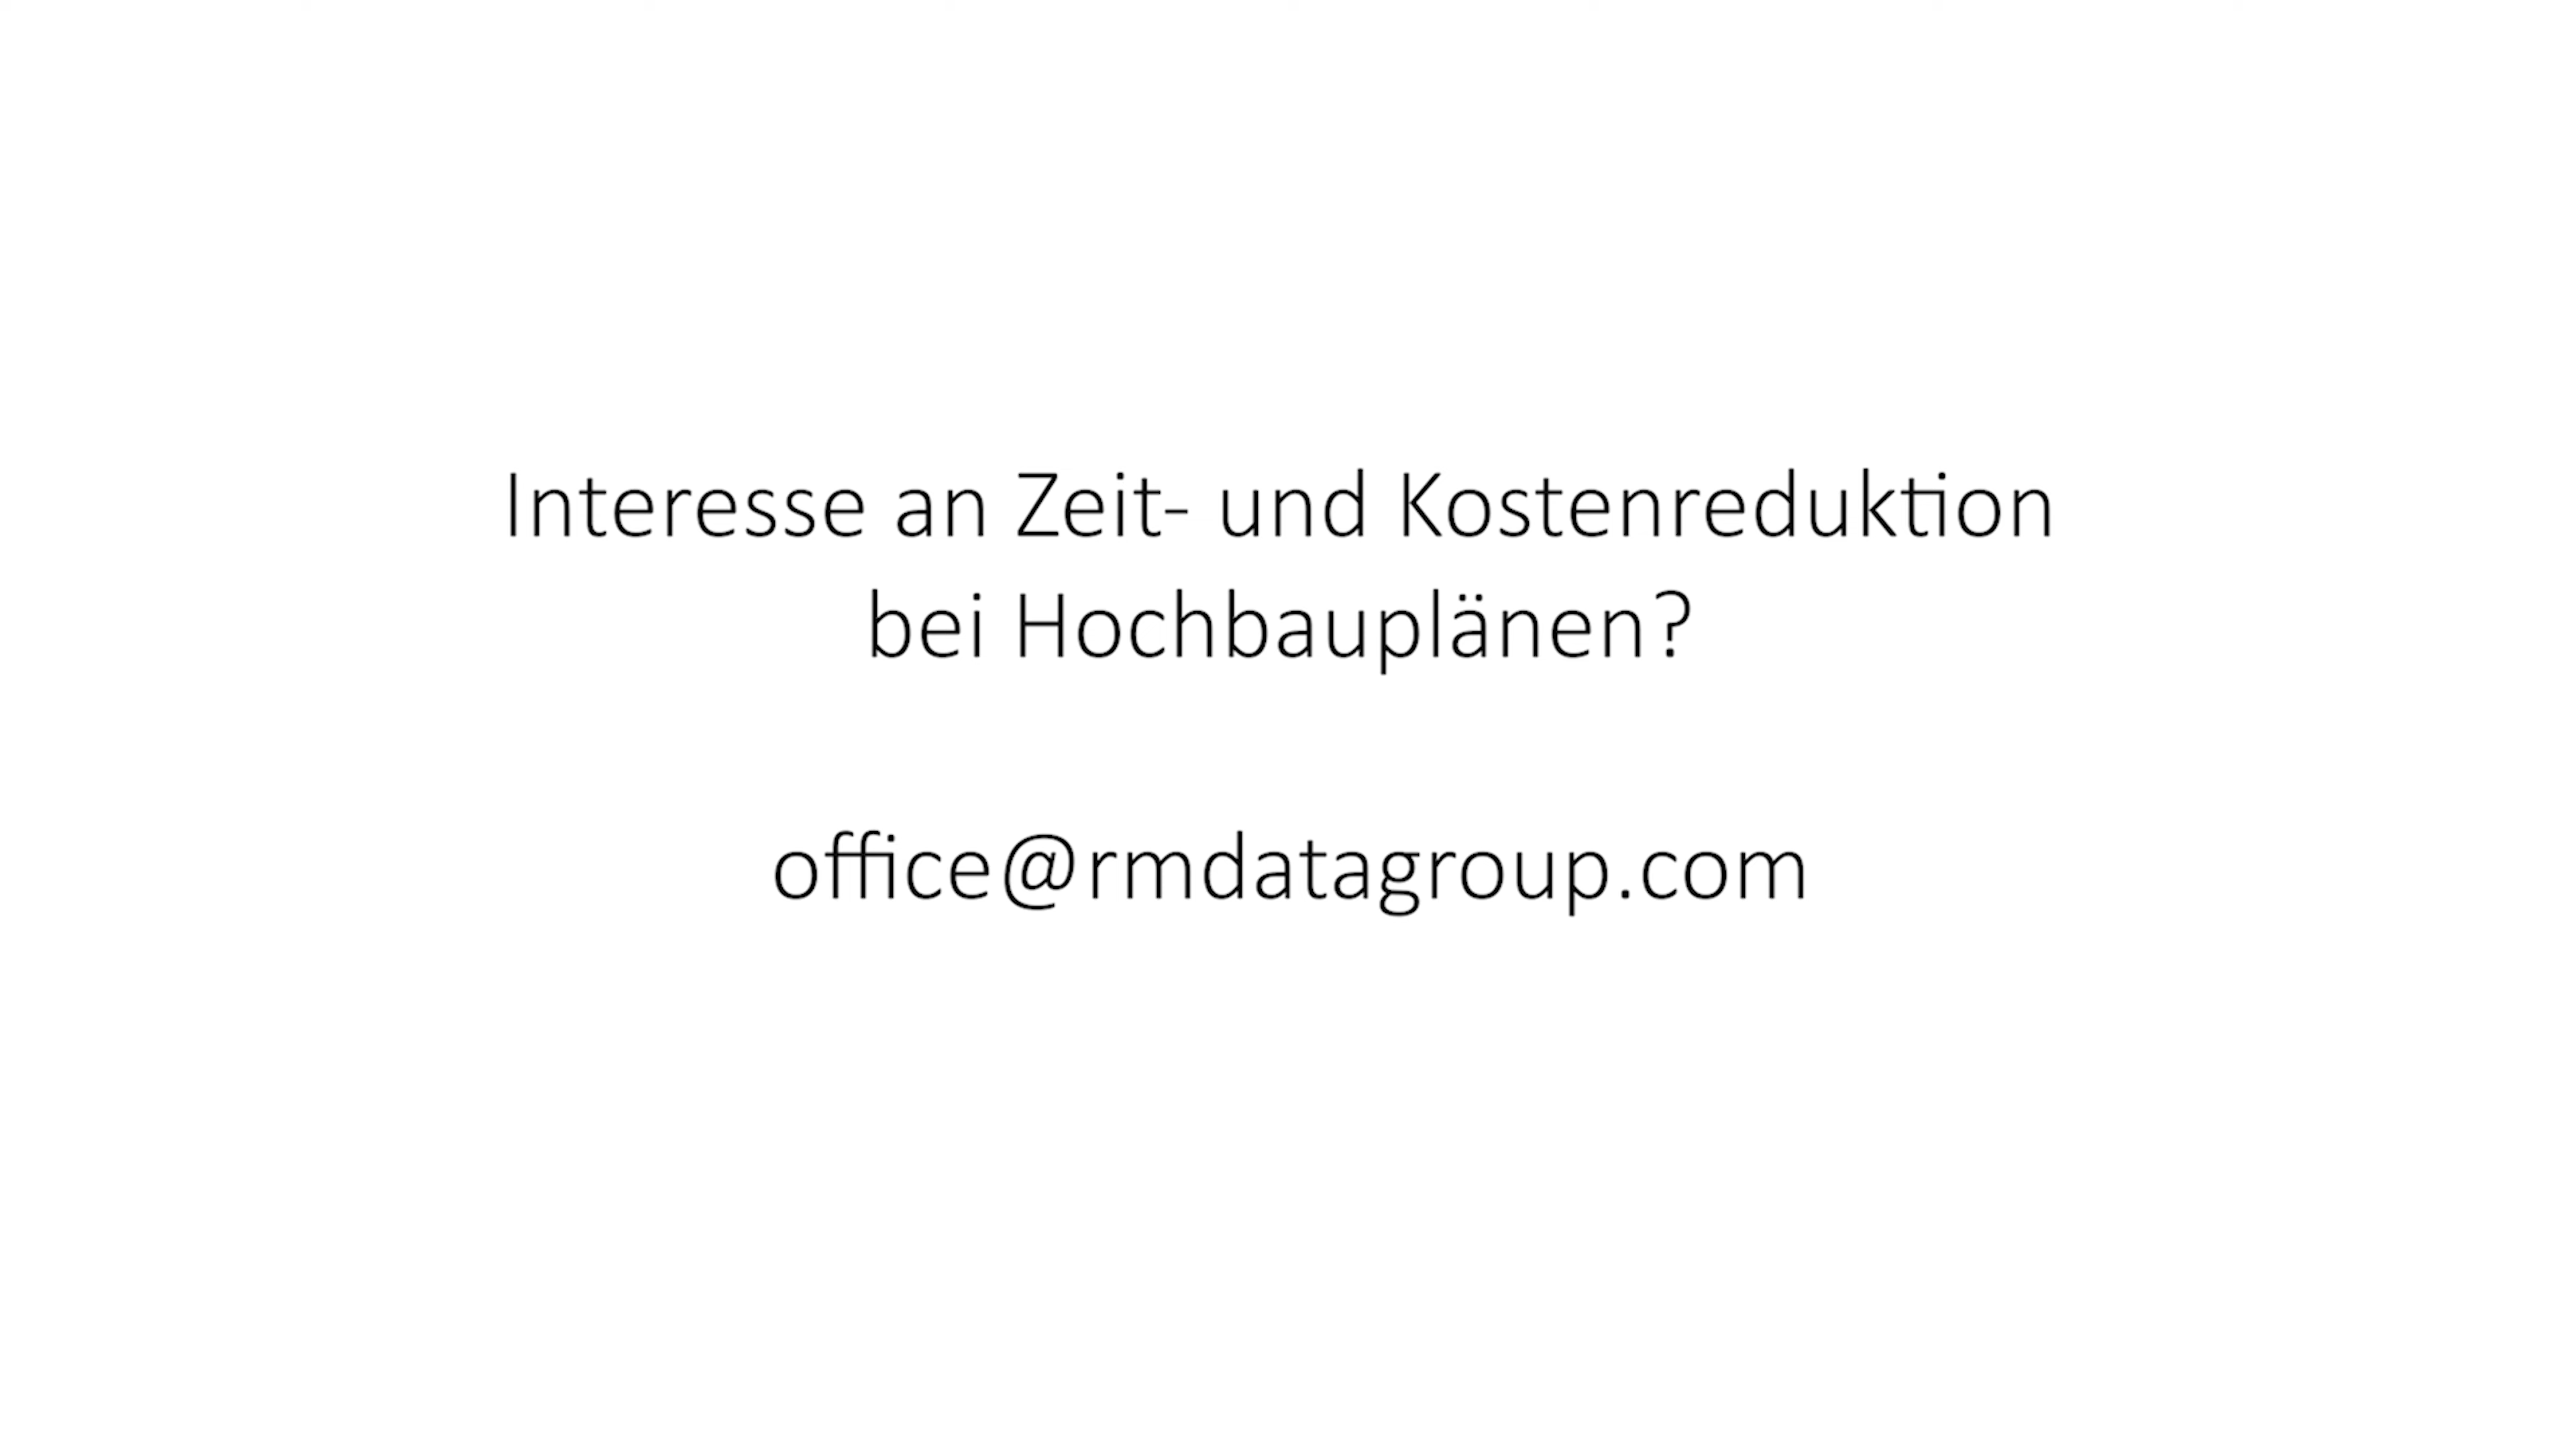 Interesse an Zeit- und Kostenreduktion
bei Hochbauplänen?
office@rmdatagroup.com